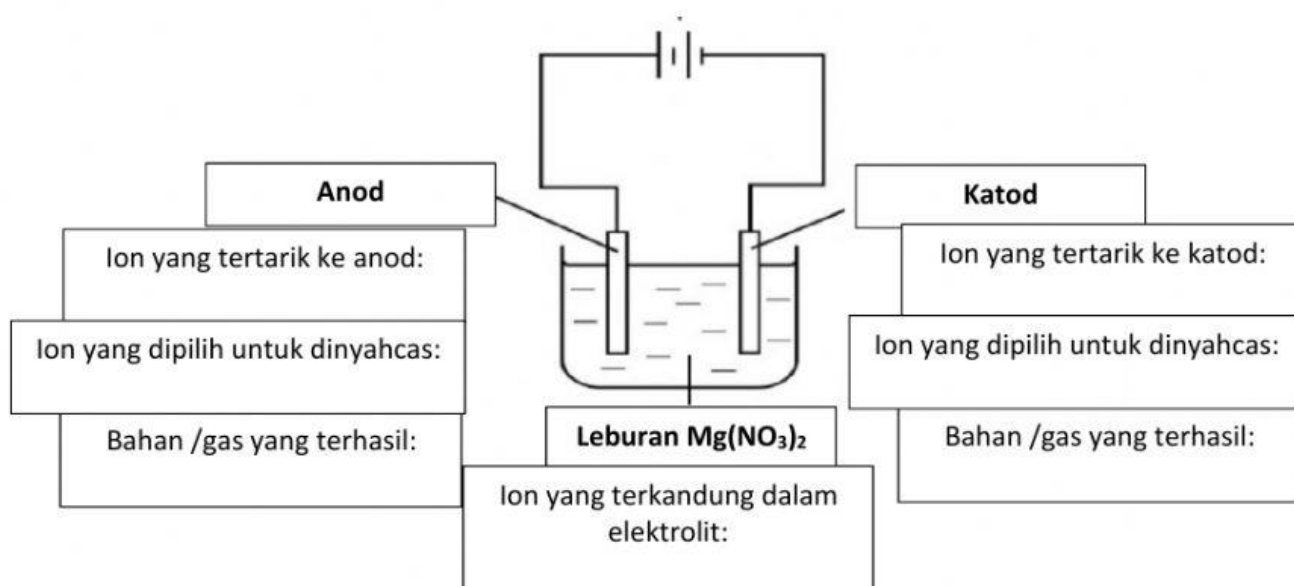 Anod
Katod
Ion yang tertarik ke anod:
Ion yang tertarik ke katod:
Ion yang dipilih untuk dinyahcas:
Ion yang dipilih untuk dinyahcas:
Bahan /gas yang terhasil:
Leburan Mg(NO₃)₂
Bahan /gas yang terhasil:
Ion yang terkandung dalam
elektrolit: